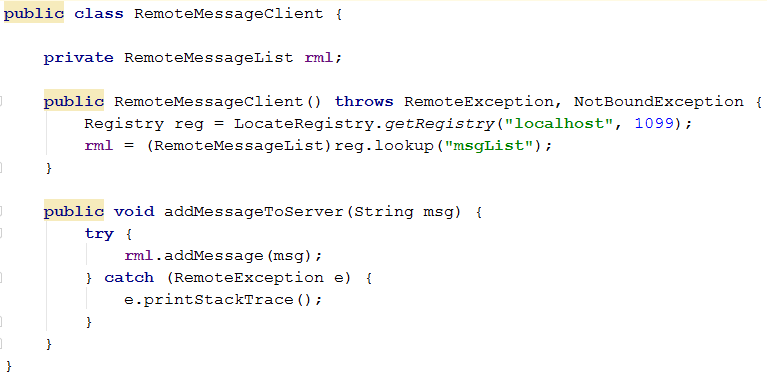 public class RemoteMessageClient {
private RemoteMessageList rml;
public RemoteMessageClient() throws RemoteException, NotBoundException {
Registry reg = LocateRegistry.getRegistry("localhost", 1099);
rml = (RemoteMessageList)reg.lookup("msgList");
}
public void addMessageToServer(String msg) {
try {
rml.addMessage(msg);
} catch (RemoteException e) {
e.printStackTrace();
}
}
}